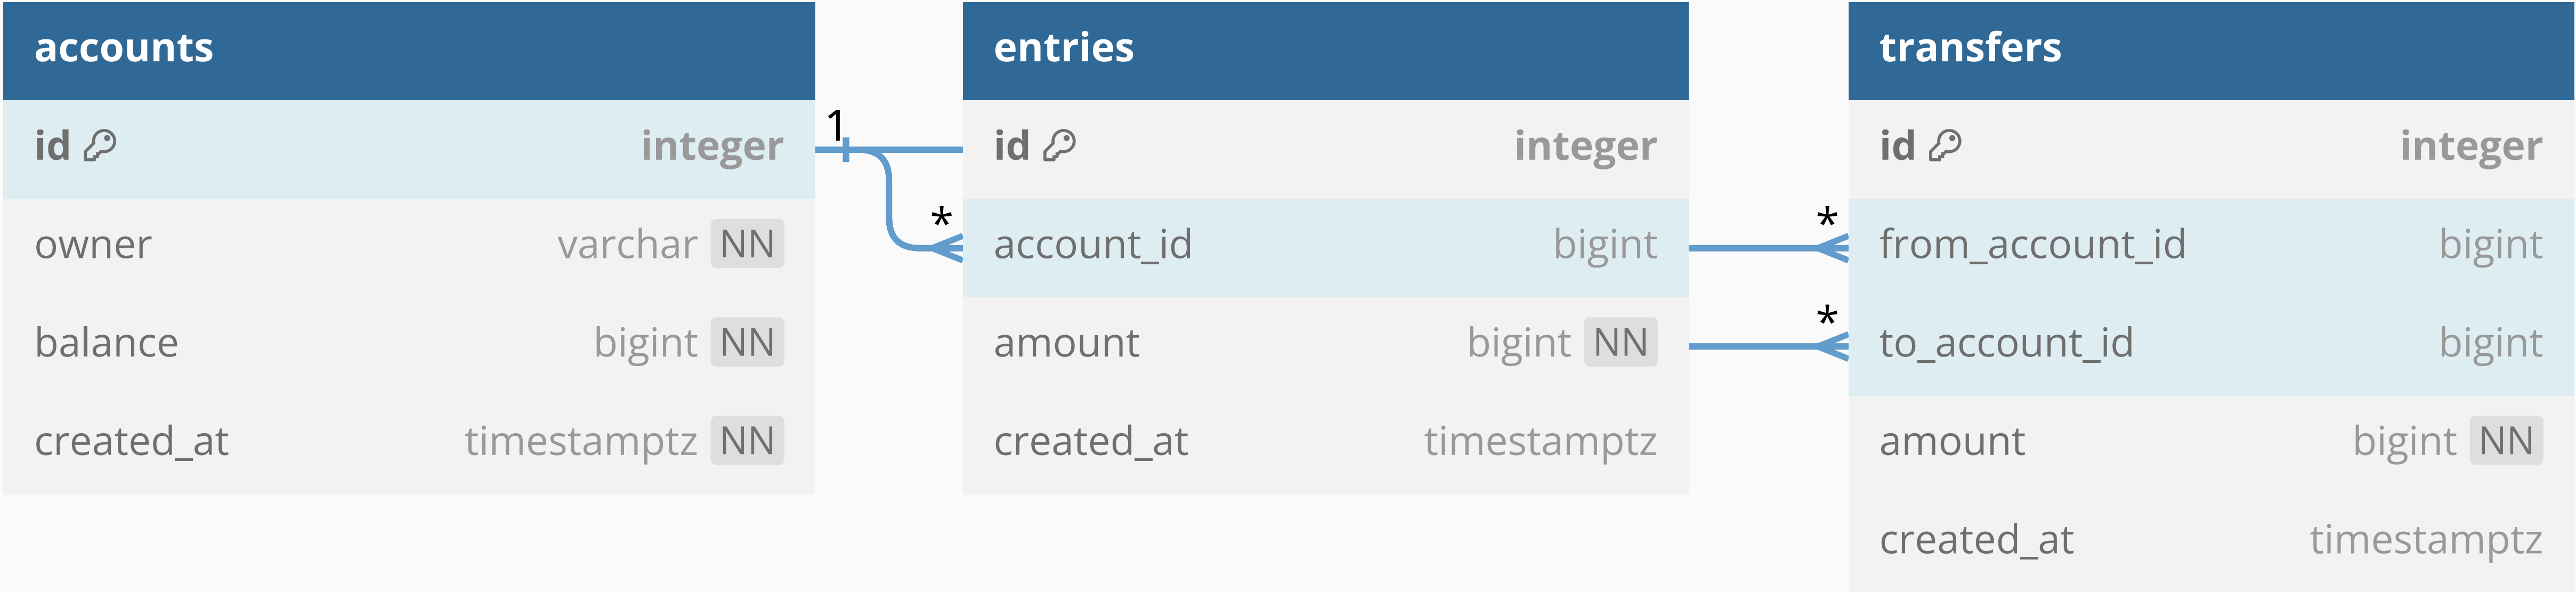 accounts
id integer
owner varchar NN
balance bigint NN
created_at timestamptz NN
1
*
entries
id integer
account_id bigint
amount bigint NN
created_at timestamptz
*
*
transfers
id integer
from_account_id bigint
to_account_id bigint
amount bigint NN
created_at timestamptz